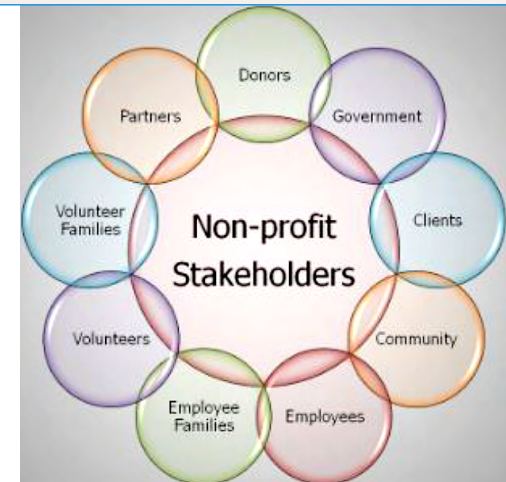 Donors
Partners
Government
Volunteer
Families
Non-profit
Stakeholders
Clients
Volunteers
Community
Employee
Families
Employees